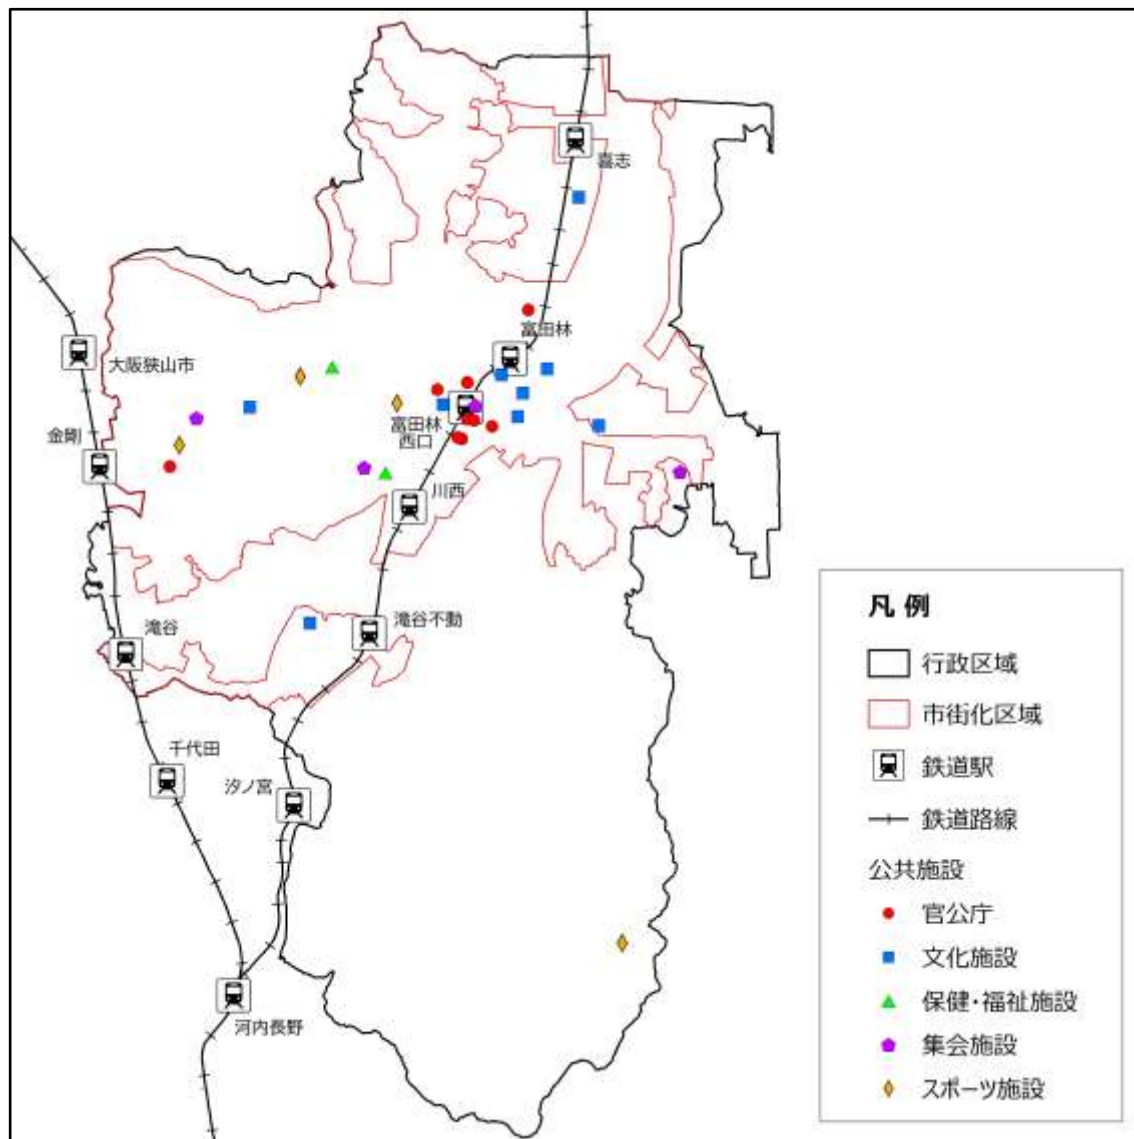 喜志
富田林
大阪狭山市
金剛
富田林
西口
川西
滝谷不動
滝谷
千代田
汐ノ宮
河内長野
凡 例
行政区域
市街化区域
鉄道駅
鉄道路線
公共施設
官公庁
文化施設
保健・福祉施設
集会施設
スポーツ施設